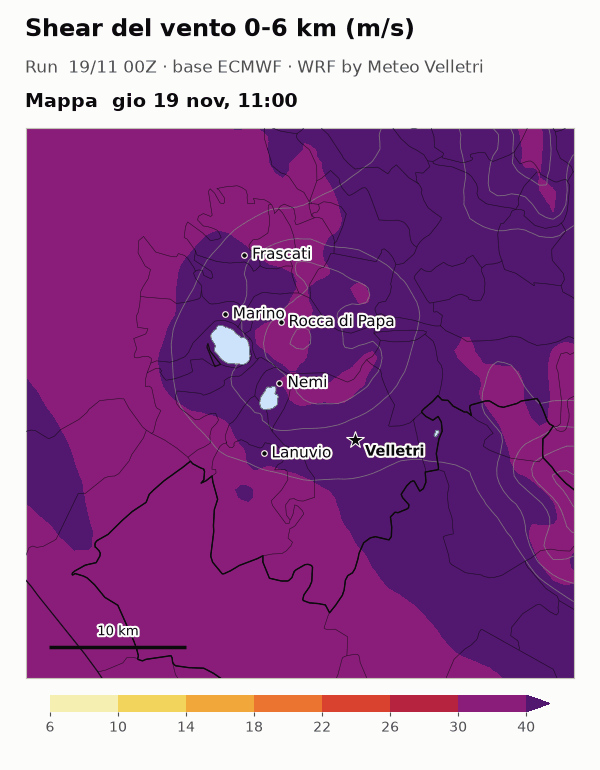 Shear del vento 0-6 km (m/s)
Run 19/11 00Z · base ECMWF · WRF by Meteo Velletri
Mappa gio 19 nov, 11:00
Frascati
Marino
Rocca di Papa
Nemi
Velletri
Lanuvio
10 km
6 10 14 18 22 26 30 40